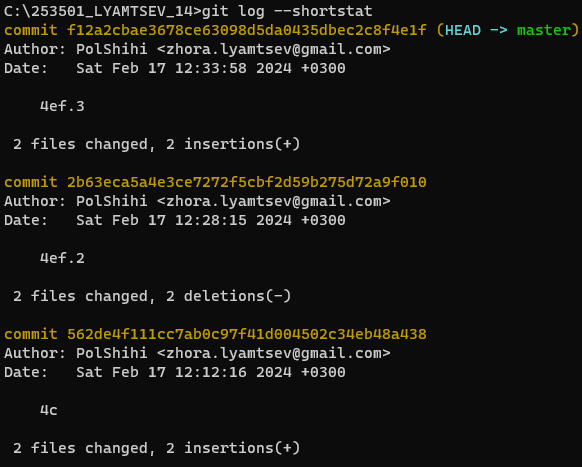 C:\253501_LYAMTSEV_14>git log --shortstat
commit f12a2cbae3678ce63098d5da0435dbec2c8f4e1f (HEAD -> master)
Author: PolShihi <zhora.lyamtsev@gmail.com>
Date:   Sat Feb 17 12:33:58 2024 +0300
4ef.3
2 files changed, 2 insertions(+)
commit 2b63eca5a4e3ce7272f5cbf2d59b275d72a9f010
Author: PolShihi <zhora.lyamtsev@gmail.com>
Date:   Sat Feb 17 12:28:15 2024 +0300
4ef.2
2 files changed, 2 deletions(-)
commit 562de4f111cc7ab0c97f41d004502c34eb48a438
Author: PolShihi <zhora.lyamtsev@gmail.com>
Date:   Sat Feb 17 12:12:16 2024 +0300
4c
2 files changed, 2 insertions(+)